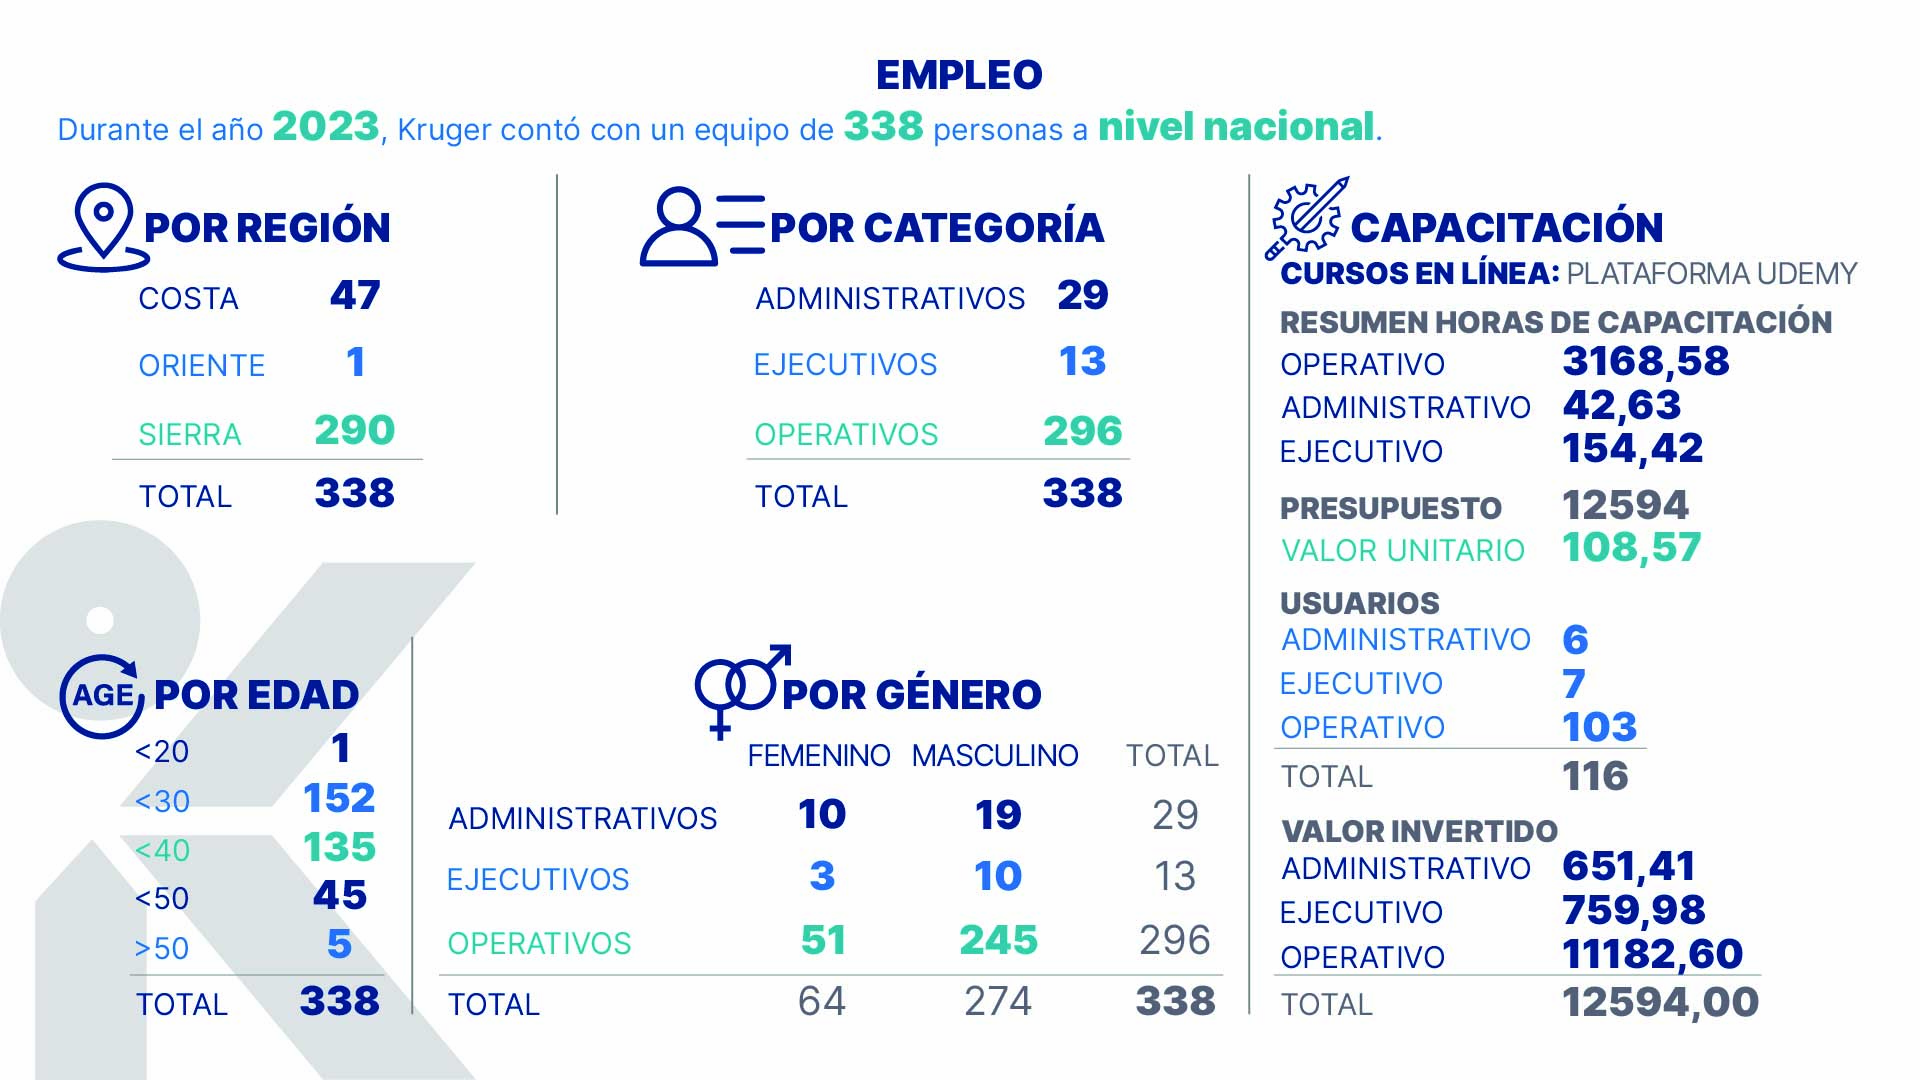 EMPLEO
Durante el año 2023, Kruger contó con un equipo de 338 personas a nivel nacional.
POR REGIÓN
COSTA 47
ORIENTE 1
SIERRA 290
TOTAL 338
POR CATEGORÍA
ADMINISTRATIVOS 29
EJECUTIVOS 13
OPERATIVOS 296
TOTAL 338
AGE POR EDAD
<20 1
<30 152
<40 135
<50 45
>50 5
TOTAL 338
POR GÉNERO
FEMENINO MASCULINO TOTAL
ADMINISTRATIVOS 10 19 29
EJECUTIVOS 3 10 13
OPERATIVOS 51 245 296
TOTAL 64 274 338
CAPACITACIÓN
CURSOS EN LÍNEA: PLATAFORMA UDEMY
RESUMEN HORAS DE CAPACITACIÓN
OPERATIVO 3168,58
ADMINISTRATIVO 42,63
EJECUTIVO 154,42
PRESUPUESTO 12594
VALOR UNITARIO 108,57
USUARIOS
ADMINISTRATIVO 6
EJECUTIVO 7
OPERATIVO 103
TOTAL 116
VALOR INVERTIDO
ADMINISTRATIVO 651,41
EJECUTIVO 759,98
OPERATIVO 11182,60
TOTAL 12594,00